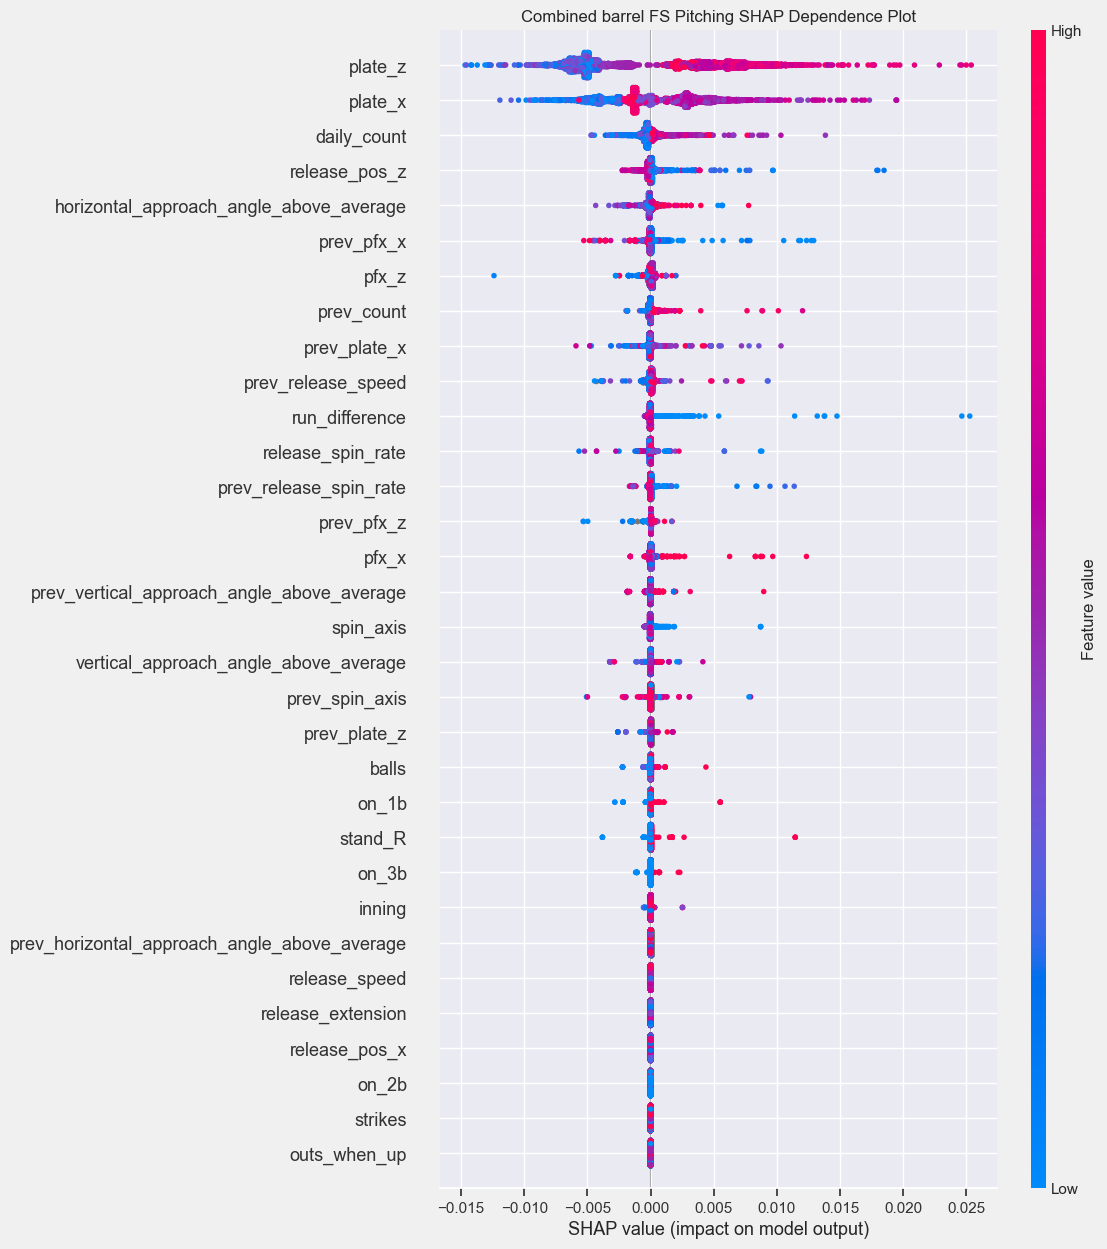 Combined barrel FS Pitching SHAP Dependence Plot
High
plate_z
plate_x
daily_count
release_pos_z
horizontal_approach_angle_above_average
prev_pfx_x
pfx_z
prev_count
prev_plate_x
prev_release_speed
run_difference
release_spin_rate
prev_release_spin_rate
prev_pfx_z
pfx_x
prev_vertical_approach_angle_above_average
spin_axis
vertical_approach_angle_above_average
prev_spin_axis
prev_plate_z
balls
on_1b
stand_R
on_3b
inning
prev_horizontal_approach_angle_above_average
release_speed
release_extension
release_pos_x
on_2b
strikes
outs_when_up
Feature value
Low
−0.015 −0.010 −0.005 0.000 0.005 0.010 0.015 0.020 0.025
SHAP value (impact on model output)